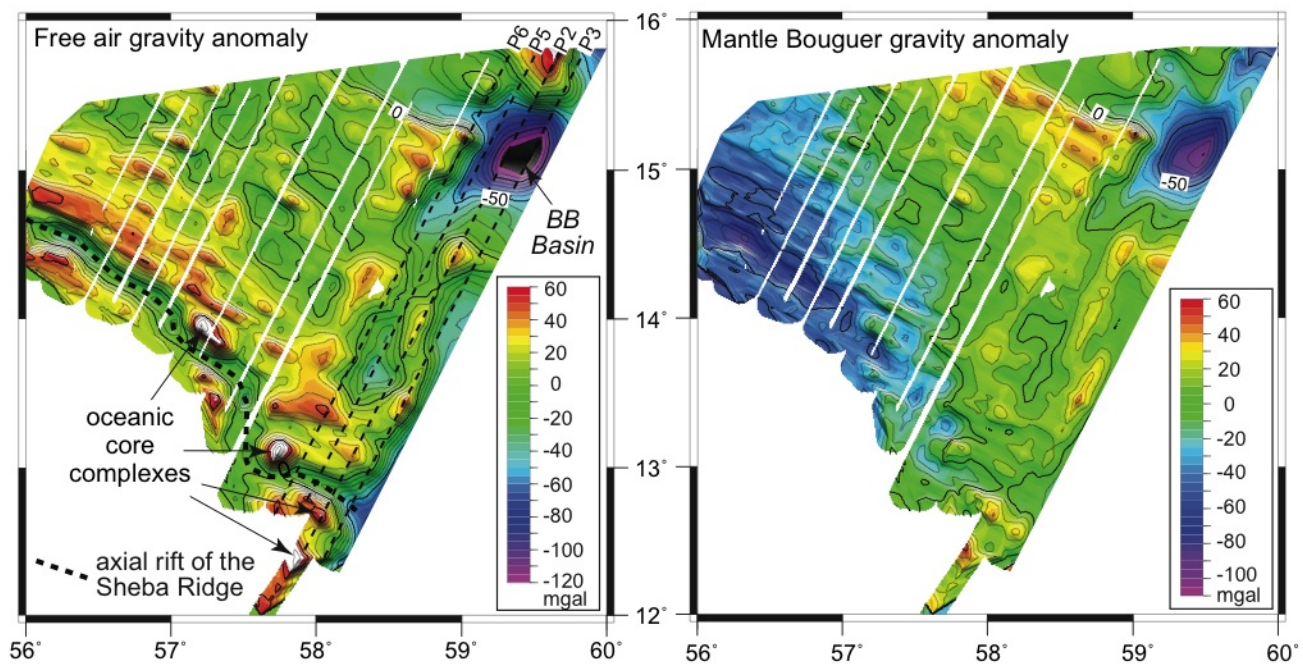 Free air gravity anomaly
P6 P5 P2 P3
0
-50
BB
Basin
oceanic
core
complexes
0
axial rift of the
Sheba Ridge
60
40
20
0
-20
-40
-60
-80
-100
-120
mgal
56° 57° 58° 59° 60°
16°
15°
14°
13°
12°
Mantle Bouguer gravity anomaly
0
-50
60
40
20
0
-20
-40
-60
80
-100
mgal
56° 57° 58° 59° 60°